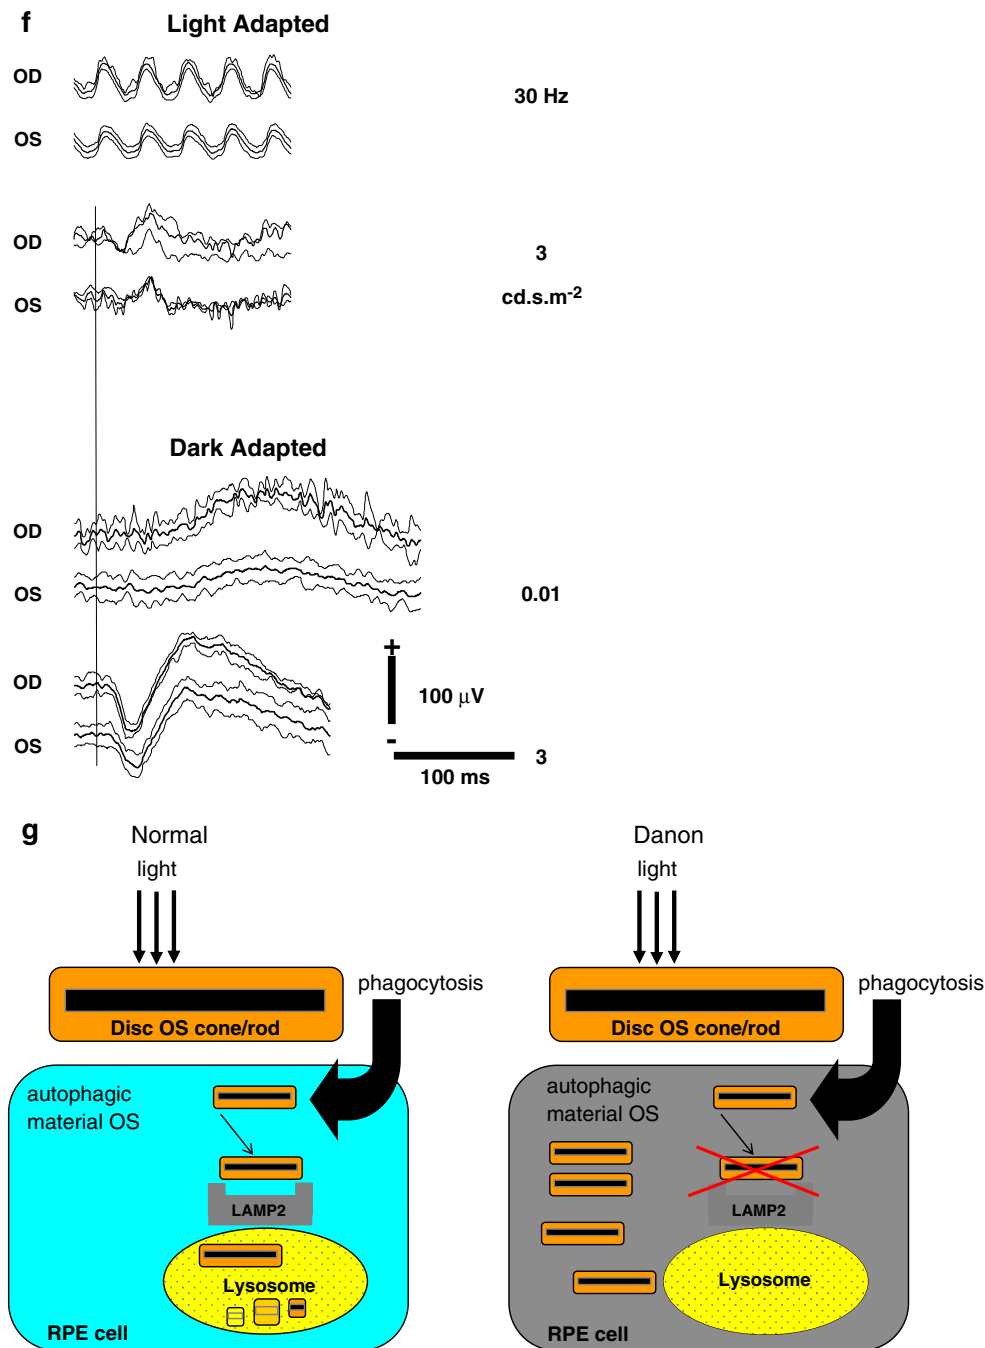 f
Light Adapted
OD
30 Hz
OS
OD
3
cd.s.m-2
OS
Dark Adapted
OD
OS
0.01
OD
+
100 µV
-
OS
3
100 ms
g
Normal
light
phagocytosis
Disc OS cone/rod
autophagic
material OS
LAMP2
Lysosome
RPE cell
Danon
light
phagocytosis
Disc OS cone/rod
autophagic
material OS
LAMP2
Lysosome
RPE cell